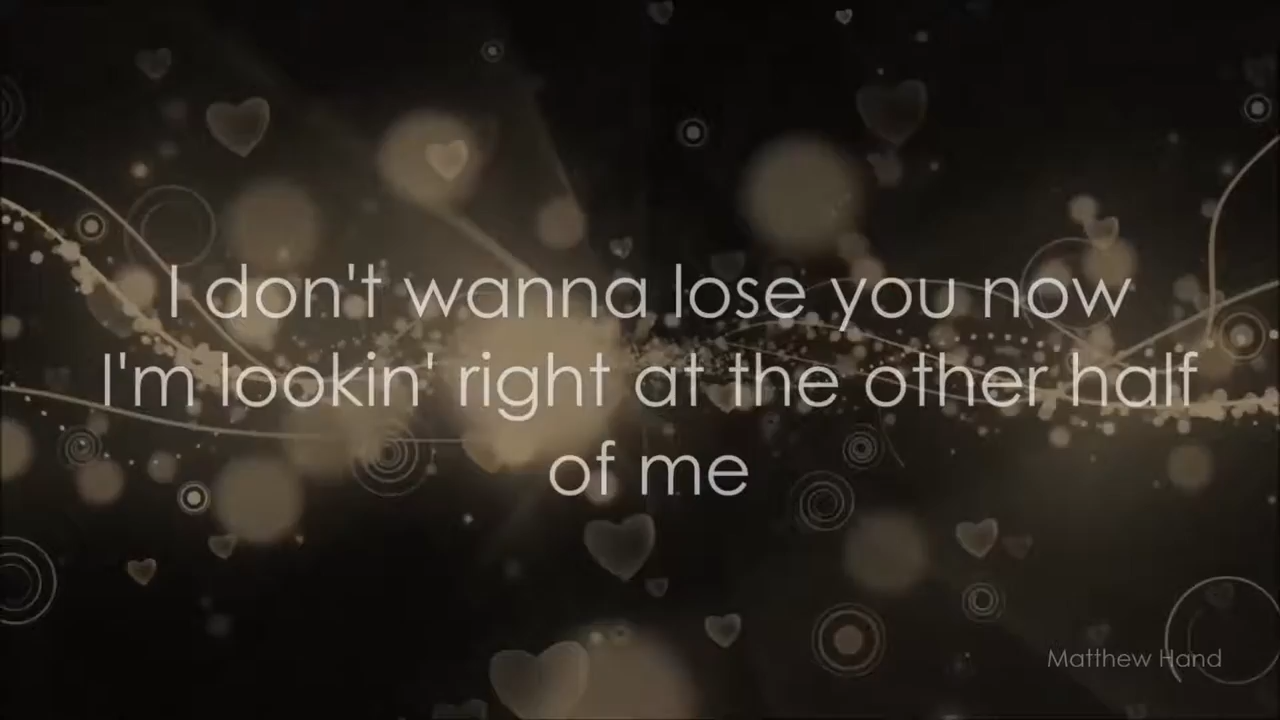 I don't wanna lose you now
I'm lookin' right at the other half
of me
Matthew Hand